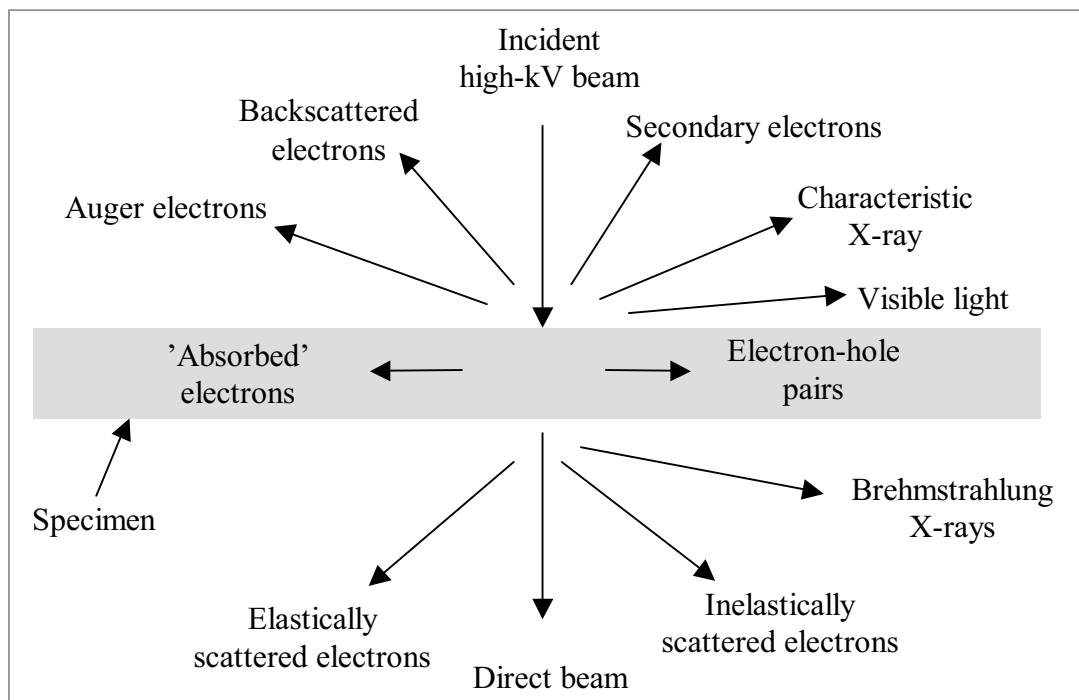 Incident
high-kV beam
Backscattered
electrons
Secondary electrons
Auger electrons
Characteristic
X-ray
Visible light
’Absorbed’
electrons
Electron-hole
pairs
Specimen
Brehmstrahlung
X-rays
Elastically
scattered electrons
Inelastically
scattered electrons
Direct beam